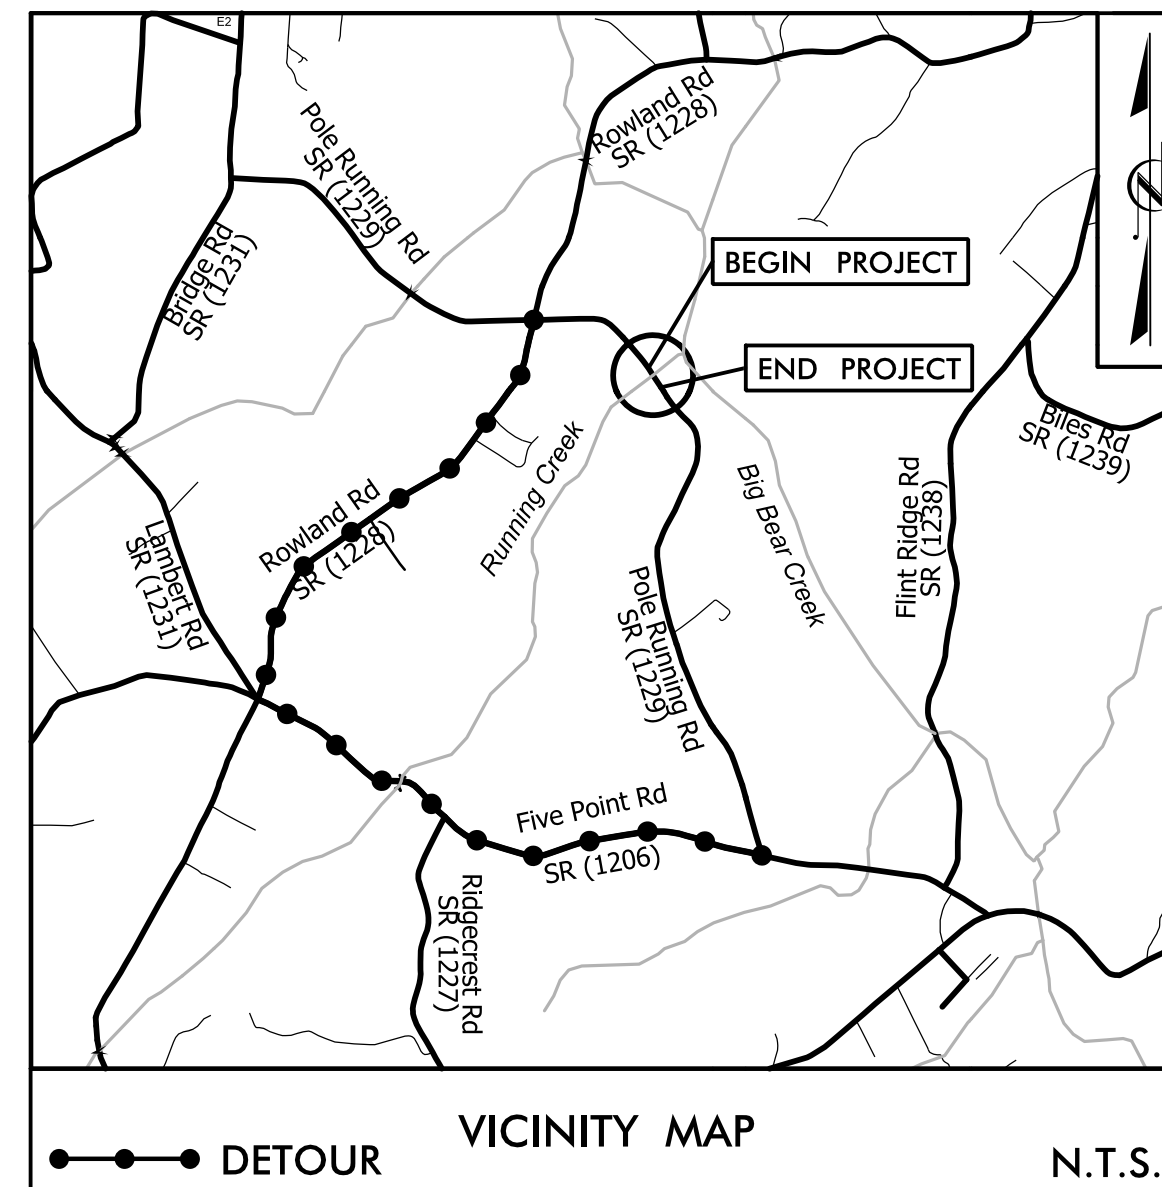 E2
Pole Running Rd
SR (1229)
Rowland Rd
SR (1228)
Bridge Rd
SR (1231)
BEGIN PROJECT
END PROJECT
Biles Rd
SR (1239)
Running Creek
Big Bear Creek
Flint Ridge Rd
SR (1238)
Rowland Rd
SR (1228)
Lambert Rd
SR (1231)
Pole Running Rd
SR (1229)
Five Point Rd
SR (1206)
Ridgecrest Rd
SR (1227)
VICINITY MAP
DETOUR
N.T.S.